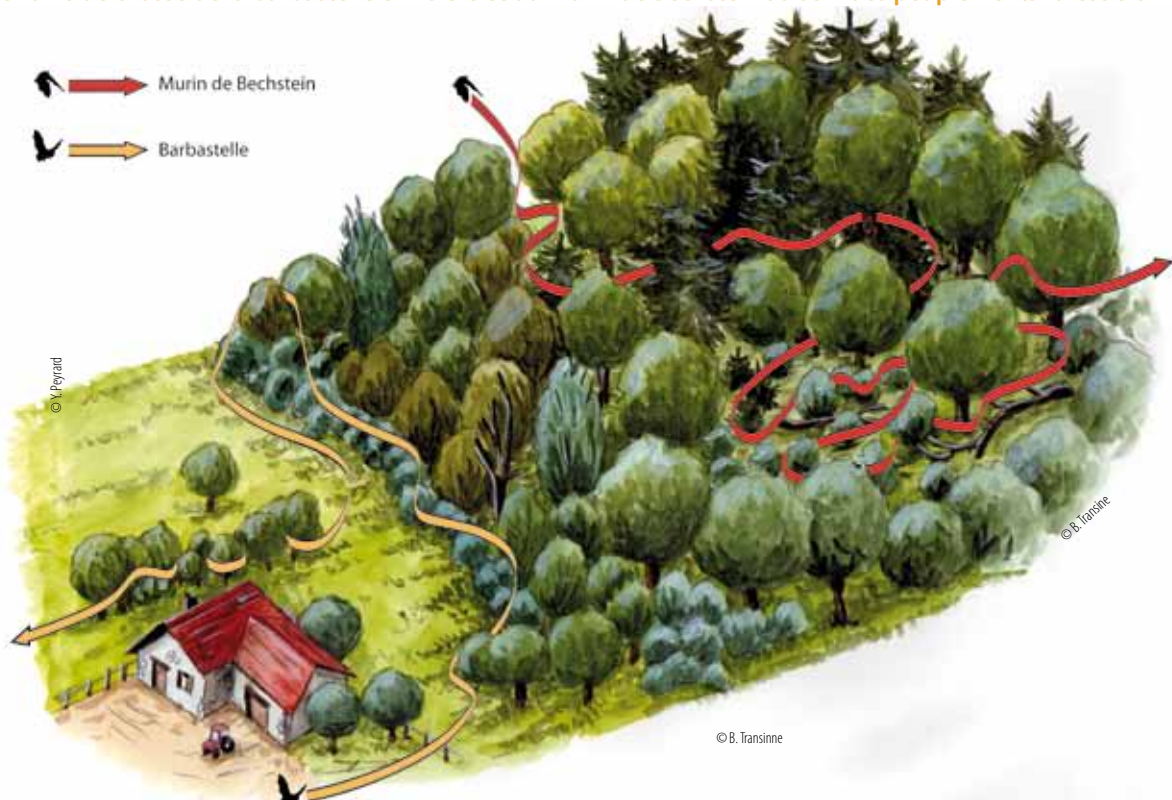 Murin de Bechstein
Barbastelle
© Y. Peyrard
© B. Transine
© B. Transinne